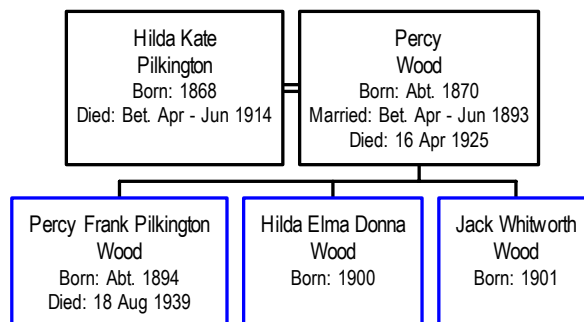 Hilda Kate
Pilkington
Born: 1868
Died: Bet. Apr - Jun 1914
Percy
Wood
Born: Abt. 1870
Married: Bet. Apr - Jun 1893
Died: 16 Apr 1925
Percy Frank Pilkington
Wood
Born: Abt. 1894
Died: 18 Aug 1939
Hilda Elma Donna
Wood
Born: 1900
Jack Whitworth
Wood
Born: 1901